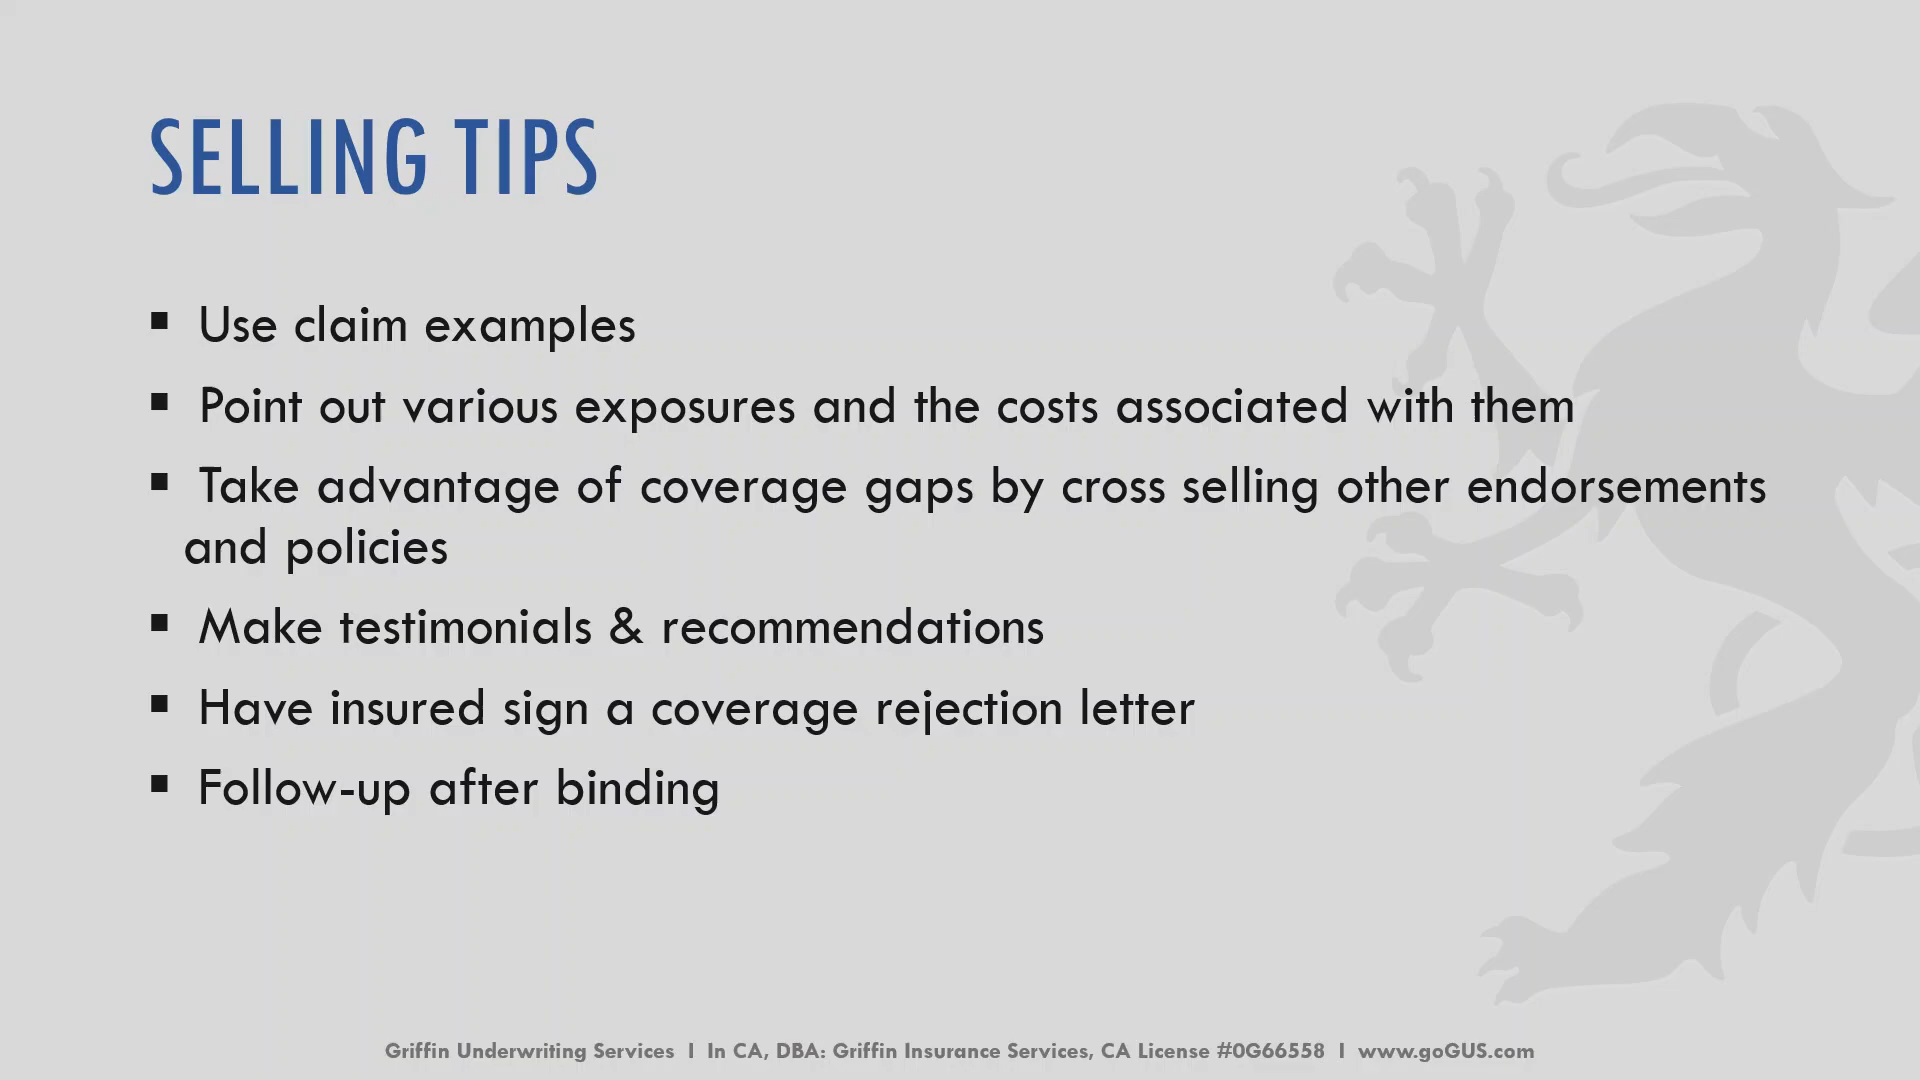 SELLING TIPS
▪ Use claim examples
▪ Point out various exposures and the costs associated with them
▪ Take advantage of coverage gaps by cross selling other endorsements
and policies
▪ Make testimonials & recommendations
▪ Have insured sign a coverage rejection letter
▪ Follow-up after binding
Griffin Underwriting Services | In CA, DBA: Griffin Insurance Services, CA License #0G66558 | www.goGUS.com